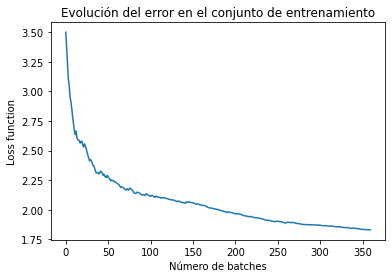 Evolución del error en el conjunto de entrenamiento
3.50
3.25
3.00
2.75
2.50
2.25
2.00
1.75
Loss function
0 50 100 150 200 250 300 350
Número de batches